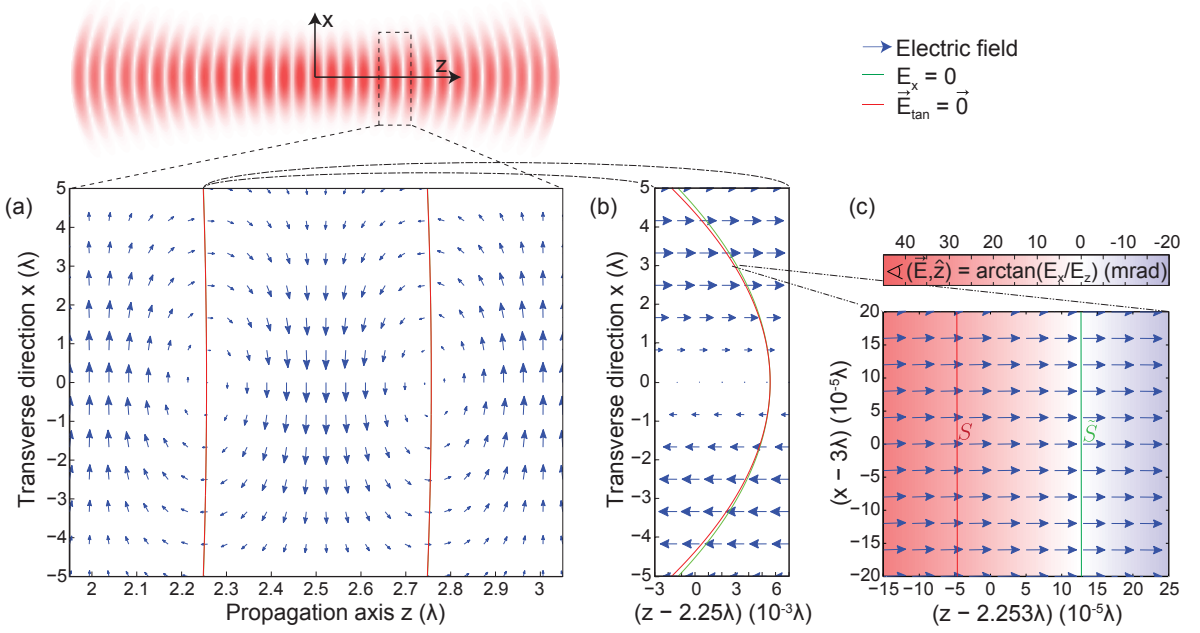 x
z
Electric field
E_x = 0
E⃗_tan = 0⃗
(a)
Transverse direction x (λ)
5
4
3
2
1
0
−1
−2
−3
−4
−5
2 2.1 2.2 2.3 2.4 2.5 2.6 2.7 2.8 2.9 3
Propagation axis z (λ)
(b)
Transverse direction x (λ)
5
4
3
2
1
0
−1
−2
−3
−4
−5
−3 0 3 6
(z − 2.25λ) (10⁻³λ)
(c)
40 30 20 10 0 -10 -20
∢(E⃗,ẑ) = arctan(E_x/E_z) (mrad)
(x − 3λ) (10⁻⁵λ)
20
15
10
5
0
−5
−10
−15
−20
S S̃
−15 −10 −5 0 5 10 15 20 25
(z − 2.253λ) (10⁻⁵λ)